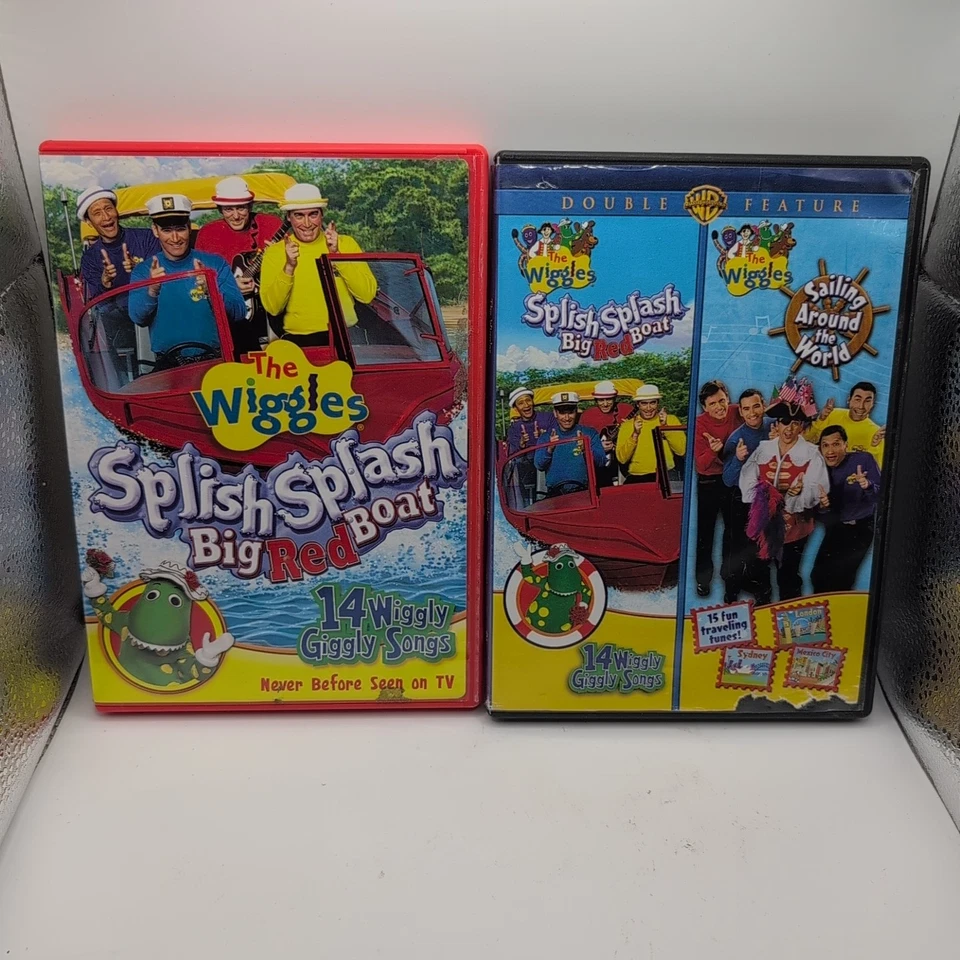 The
Wiggles
Splish Splash
Big Red Boat
14 Wiggly
Giggly Songs
Never Before Seen on TV
DOUBLE FEATURE
The
Wiggles
Splish Splash
Big Red Boat
14 Wiggly
Giggly Songs
The
Wiggles
Sailing
Around
the
World
15 fun
traveling
tunes!
London
Sydney
Mexico City